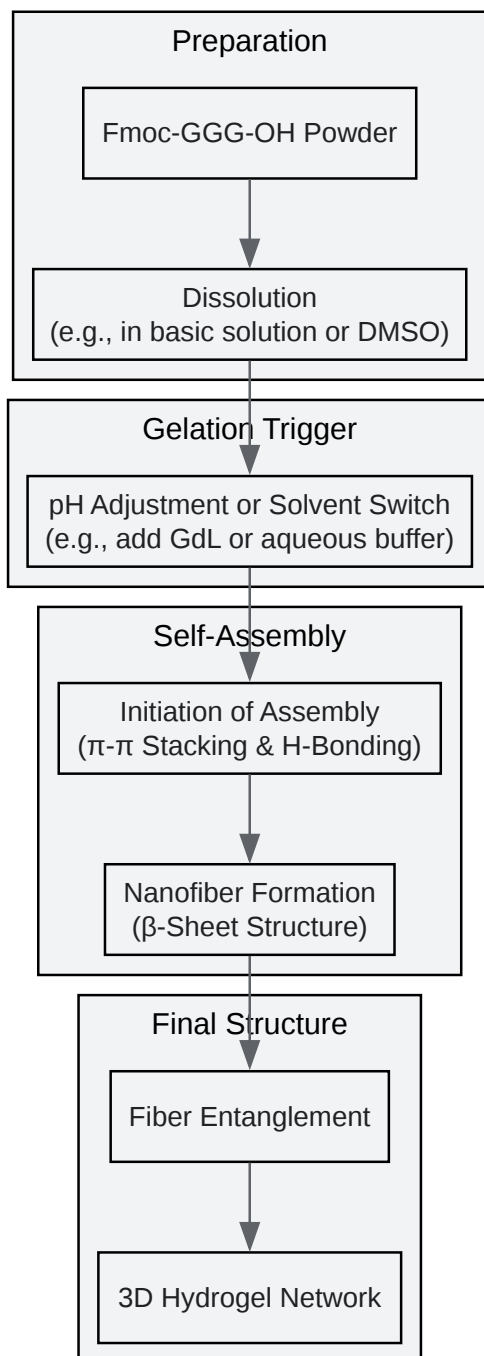 Preparation
Fmoc-GGG-OH Powder
Dissolution
(e.g., in basic solution or DMSO)
Gelation Trigger
pH Adjustment or Solvent Switch
(e.g., add GdL or aqueous buffer)
Self-Assembly
Initiation of Assembly
(π-π Stacking & H-Bonding)
Nanofiber Formation
(β-Sheet Structure)
Final Structure
Fiber Entanglement
3D Hydrogel Network